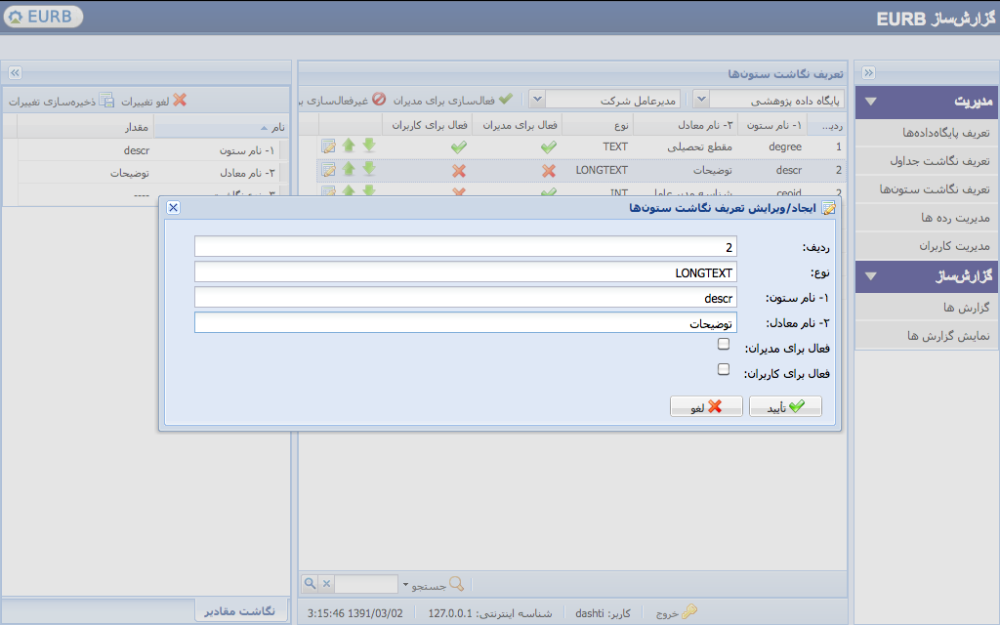 گزارش‌ساز EURB
EURB
مدیریت
تعریف پایگاه‌داده‌ها
تعریف نگاشت جداول
تعریف نگاشت ستون‌ها
مدیریت رده ها
مدیریت کاربران
گزارش‌ساز
گزارش ها
نمایش گزارش ها
تعریف نگاشت ستون‌ها
پایگاه داده پژوهشی
مدیرعامل شرکت
فعال‌سازی برای مدیران
غیرفعال‌سازی بر
ردی... ۱- نام ستون ۲- نام معادل نوع فعال برای مدیران فعال برای کاربران
1 degree مقطع تحصیلی TEXT
2 descr توضیحات LONGTEXT
ceoid INT
لغو تغییرات ذخیره‌سازی تغییرات
نام مقدار
۱- نام ستون descr
۲- نام معادل توضیحات
----
ایجاد/ویرایش تعریف نگاشت ستون‌ها
ردیف: 2
نوع: LONGTEXT
۱- نام ستون: descr
۲- نام معادل: توضیحات
فعال برای مدیران:
فعال برای کاربران:
تأیید لغو
جستجو
خروج کاربر: dashti شناسه اینترنتی: 127.0.0.1 1391/03/02 3:15:46
نگاشت مقادیر